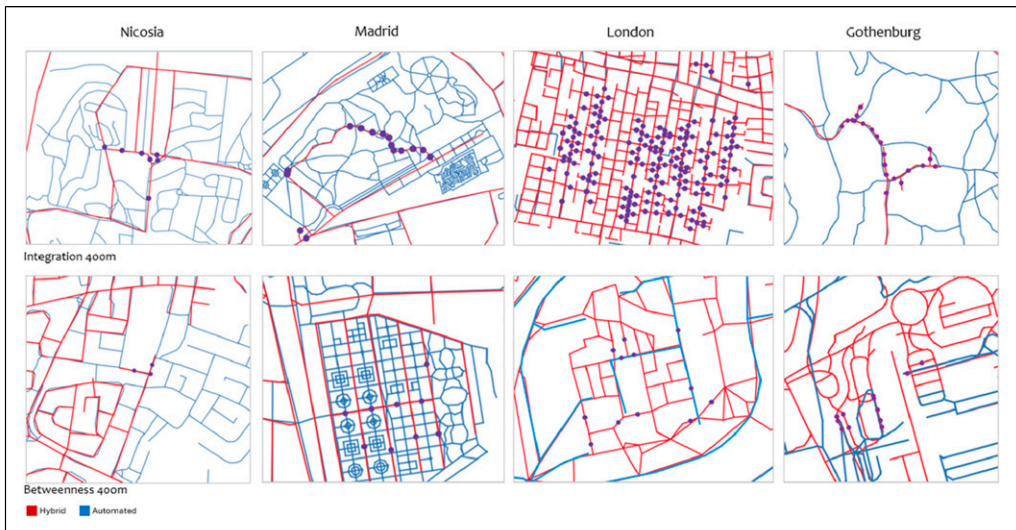 Nicosia Madrid London Gothenburg
Integration 400m
Betweenness 400m
Hybrid Automated